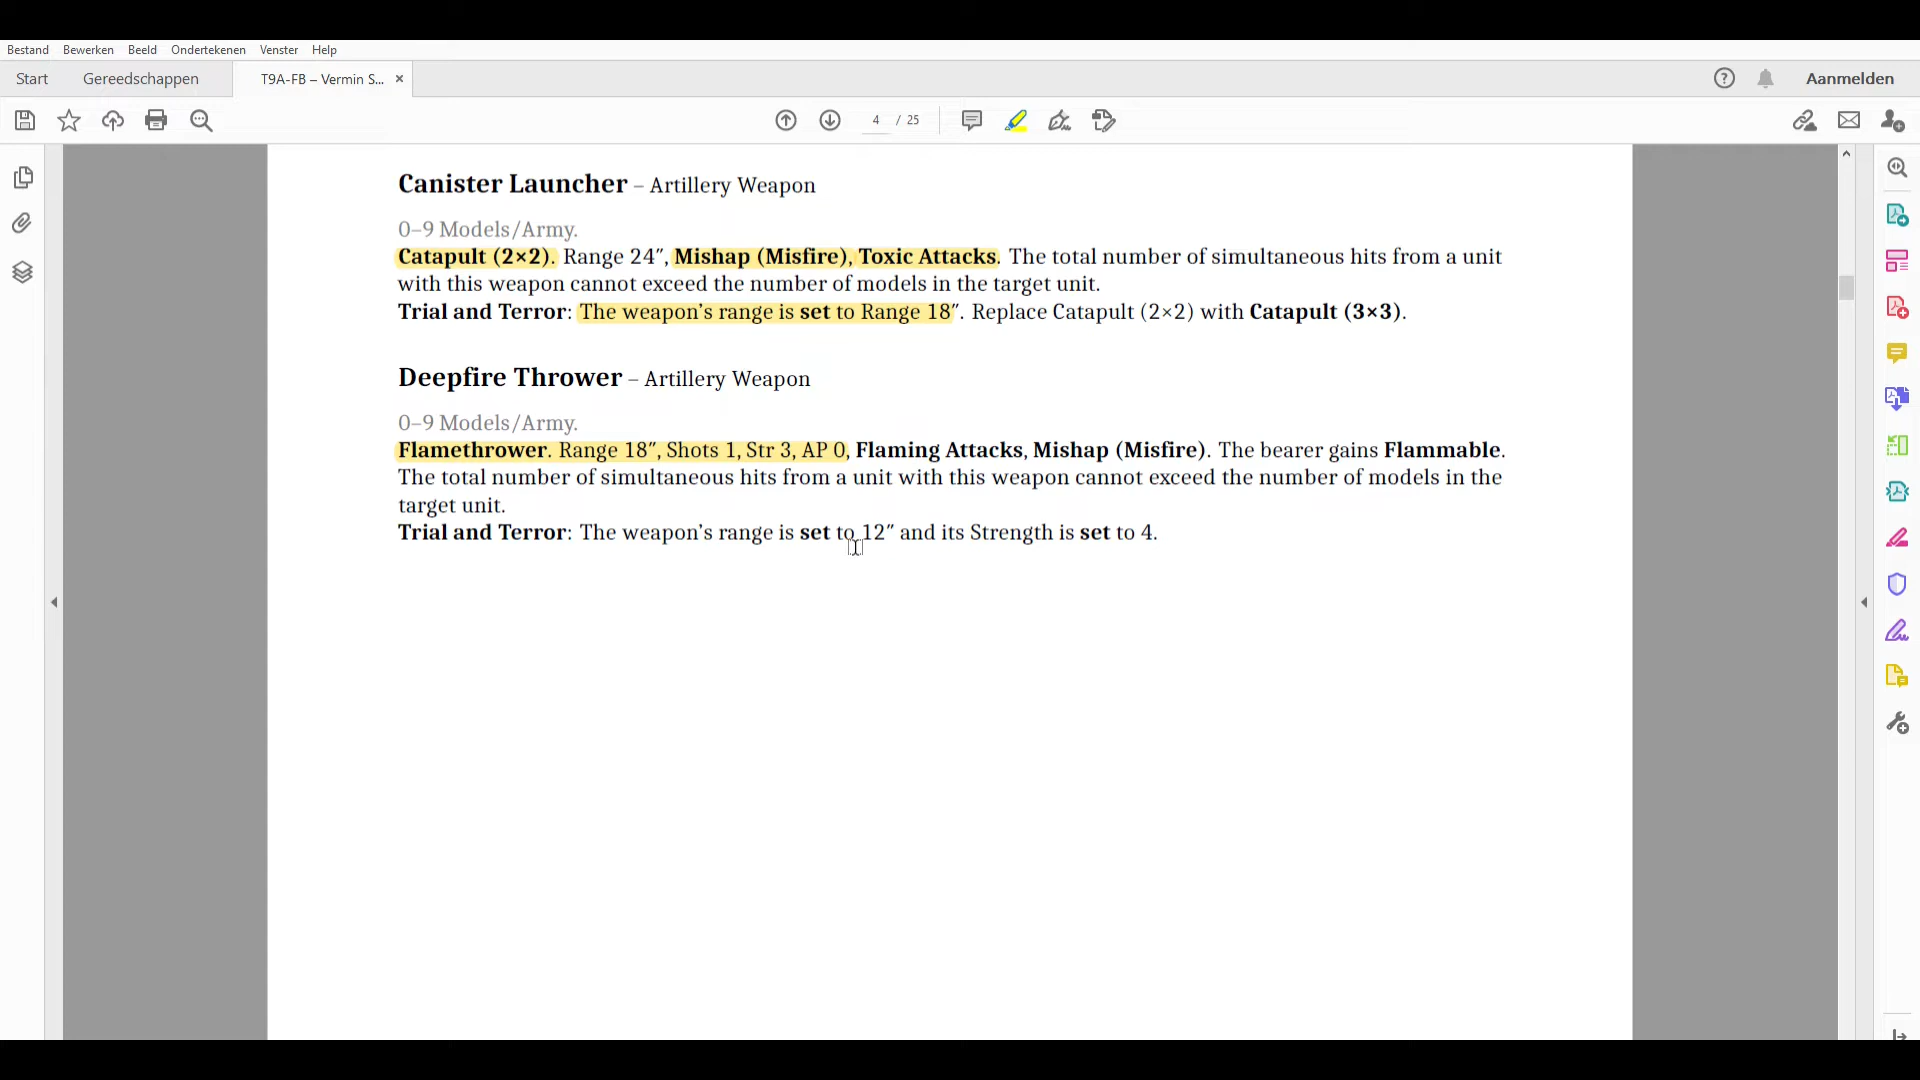 Bestand Bewerken Beeld Ondertekenen Venster Help
Start Gereedschappen T9A-FB – Vermin S... × Aanmelden
4 / 25
Canister Launcher – Artillery Weapon
0–9 Models/Army.
Catapult (2×2). Range 24″, Mishap (Misfire), Toxic Attacks. The total number of simultaneous hits from a unit
with this weapon cannot exceed the number of models in the target unit.
Trial and Terror: The weapon’s range is set to Range 18″. Replace Catapult (2×2) with Catapult (3×3).
Deepfire Thrower – Artillery Weapon
0–9 Models/Army.
Flamethrower. Range 18″, Shots 1, Str 3, AP 0, Flaming Attacks, Mishap (Misfire). The bearer gains Flammable.
The total number of simultaneous hits from a unit with this weapon cannot exceed the number of models in the
target unit.
Trial and Terror: The weapon’s range is set to 12″ and its Strength is set to 4.